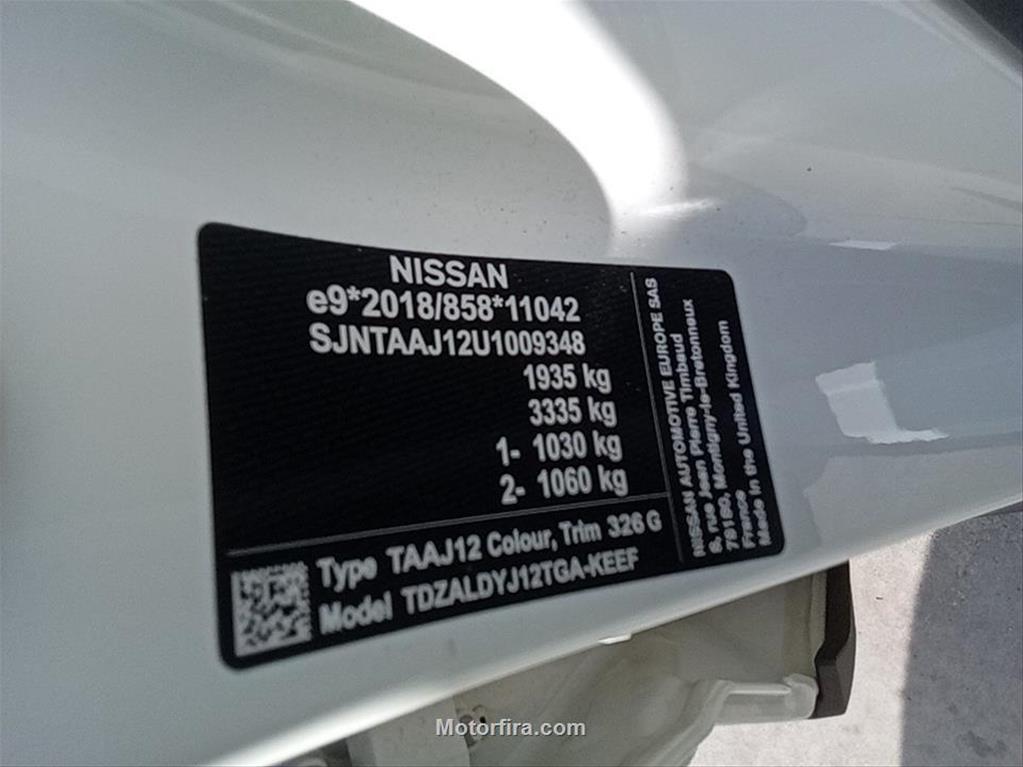 NISSAN
e9*2018/858*11042
SJNTAAJ12U1009348
1935 kg
3335 kg
1- 1030 kg
2- 1060 kg
Type TAAJ12 Colour, Trim 326 G
Model TDZALDYJ12TGA-KEEF
NISSAN AUTOMOTIVE EUROPE SAS
8, rue Jean Pierre Timbaud
78180, Montigny-le-Bretonneux
France
Made in the United Kingdom
Motorfira.com